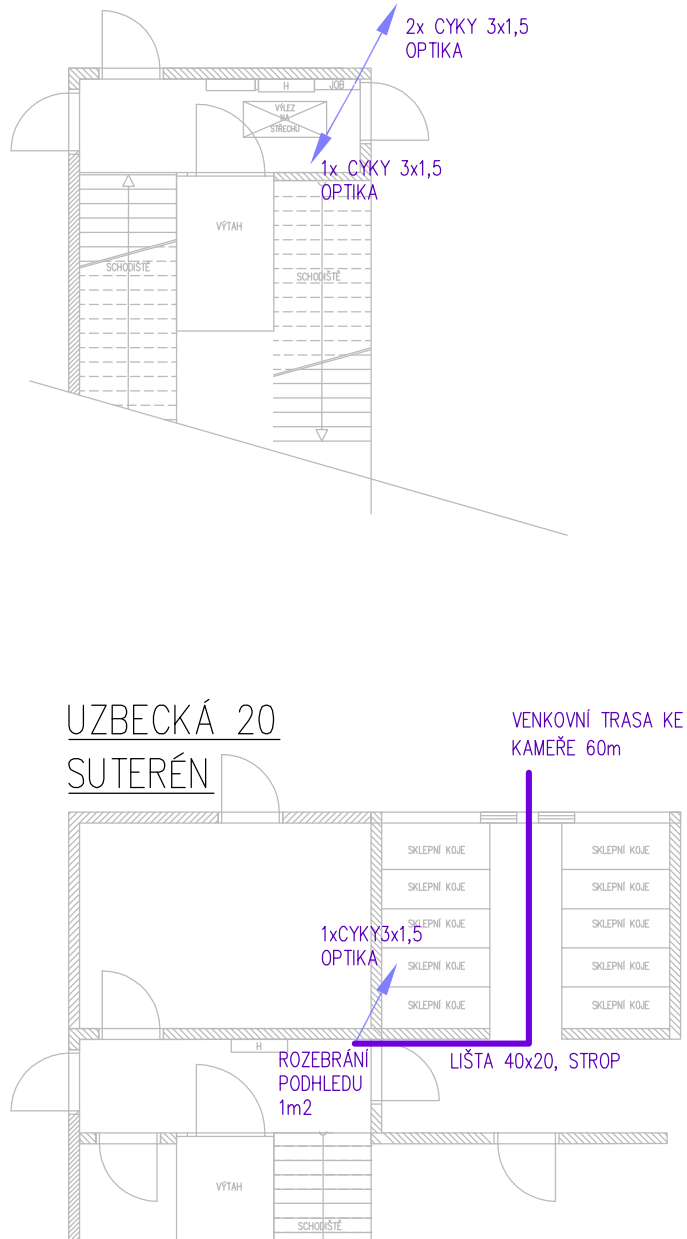 2x CYKY 3x1,5
OPTIKA
H
JOB
VÝLEZ
NA
STŘECHU
1x CYKY 3x1,5
OPTIKA
VÝTAH
SCHODIŠTĚ
SCHODIŠTĚ
UZBECKÁ 20
SUTERÉN
VENKOVNÍ TRASA KE
KAMEŘE 60m
SKLEPNÍ KOJE
SKLEPNÍ KOJE
SKLEPNÍ KOJE
SKLEPNÍ KOJE
SKLEPNÍ KOJE
SKLEPNÍ KOJE
SKLEPNÍ KOJE
SKLEPNÍ KOJE
SKLEPNÍ KOJE
SKLEPNÍ KOJE
1xCYKY3x1,5
OPTIKA
H
ROZEBRÁNÍ
PODHLEDU
1m2
LIŠTA 40x20, STROP
VÝTAH
SCHODIŠTĚ